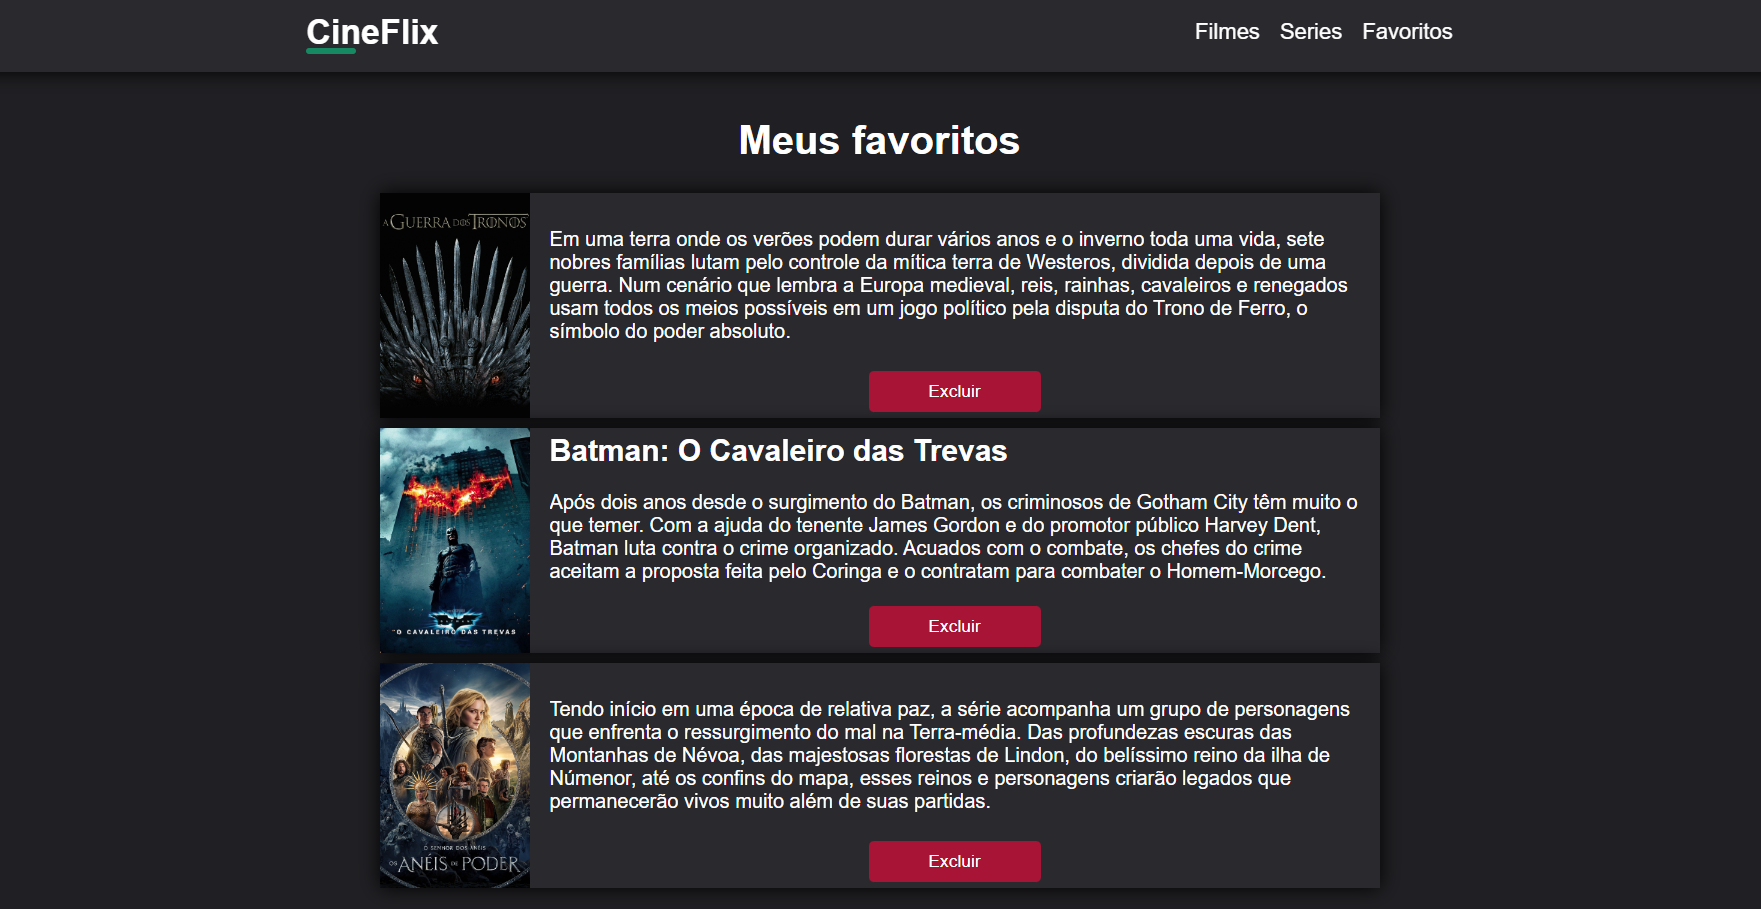 CineFlix
Filmes Series Favoritos
Meus favoritos
A GUERRA DOS TRONOS
Em uma terra onde os verões podem durar vários anos e o inverno toda uma vida, sete
nobres famílias lutam pelo controle da mítica terra de Westeros, dividida depois de uma
guerra. Num cenário que lembra a Europa medieval, reis, rainhas, cavaleiros e renegados
usam todos os meios possíveis em um jogo político pela disputa do Trono de Ferro, o
símbolo do poder absoluto.
Excluir
Batman: O Cavaleiro das Trevas
Após dois anos desde o surgimento do Batman, os criminosos de Gotham City têm muito o
que temer. Com a ajuda do tenente James Gordon e do promotor público Harvey Dent,
Batman luta contra o crime organizado. Acuados com o combate, os chefes do crime
aceitam a proposta feita pelo Coringa e o contratam para combater o Homem-Morcego.
O CAVALEIRO DAS TREVAS
Excluir
Tendo início em uma época de relativa paz, a série acompanha um grupo de personagens
que enfrenta o ressurgimento do mal na Terra-média. Das profundezas escuras das
Montanhas de Névoa, das majestosas florestas de Lindon, do belíssimo reino da ilha de
Númenor, até os confins do mapa, esses reinos e personagens criarão legados que
permanecerão vivos muito além de suas partidas.
O SENHOR DOS ANÉIS
OS ANÉIS DE PODER
Excluir